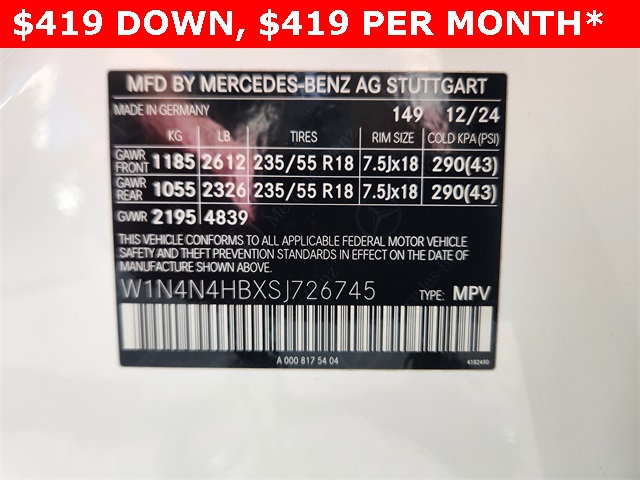 $419 DOWN, $419 PER MONTH*
MFD BY MERCEDES-BENZ AG STUTTGART
MADE IN GERMANY 149 12/24
KG LB TIRES RIM SIZE COLD KPA(PSI)
GAWR FRONT 1185 2612 235/55 R18 7.5Jx18 290(43)
GAWR REAR 1055 2326 235/55 R18 7.5Jx18 290(43)
GVWR 2195 4839
THIS VEHICLE CONFORMS TO ALL APPLICABLE FEDERAL MOTOR VEHICLE
SAFETY AND THEFT PREVENTION STANDARDS IN EFFECT ON THE DATE OF
MANUFACTURE SHOWN ABOVE.
W1N4N4HBXSJ726745 TYPE: MPV
A 000 817 54 04 4182490